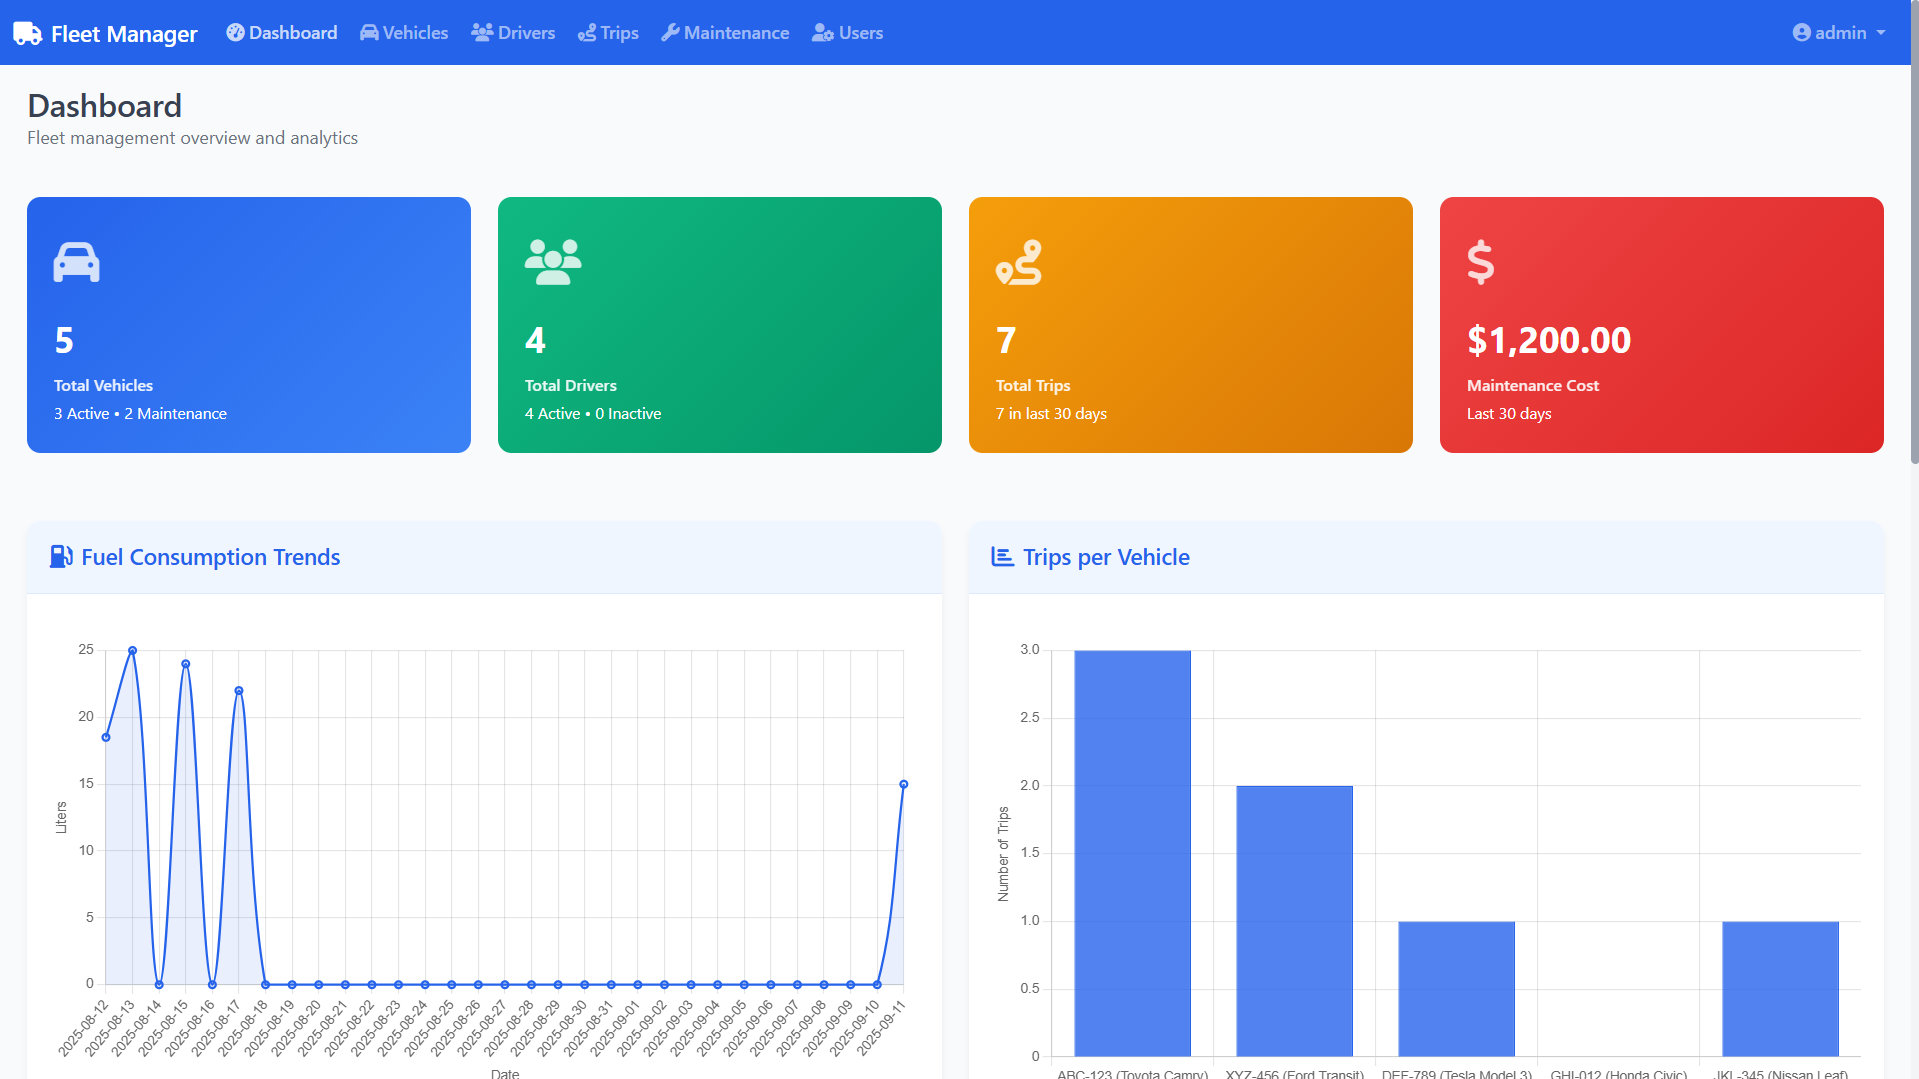 Fleet Manager Dashboard Vehicles Drivers Trips Maintenance Users admin
Dashboard
Fleet management overview and analytics
5
Total Vehicles
3 Active • 2 Maintenance
4
Total Drivers
4 Active • 0 Inactive
7
Total Trips
7 in last 30 days
$1,200.00
Maintenance Cost
Last 30 days
Fuel Consumption Trends
25
20
15
10
5
0
Liters
2025-08-12
2025-08-13
2025-08-14
2025-08-15
2025-08-16
2025-08-17
2025-08-18
2025-08-19
2025-08-20
2025-08-21
2025-08-22
2025-08-23
2025-08-24
2025-08-25
2025-08-26
2025-08-27
2025-08-28
2025-08-29
2025-08-30
2025-08-31
2025-09-01
2025-09-02
2025-09-03
2025-09-04
2025-09-05
2025-09-06
2025-09-07
2025-09-08
2025-09-09
2025-09-10
2025-09-11
Date
Trips per Vehicle
3.0
2.5
2.0
1.5
1.0
0.5
0
Number of Trips
ABC-123 (Toyota Camry)
XYZ-456 (Ford Transit)
DEF-789 (Tesla Model 3)
GHI-012 (Honda Civic)
JKL-345 (Nissan Leaf)